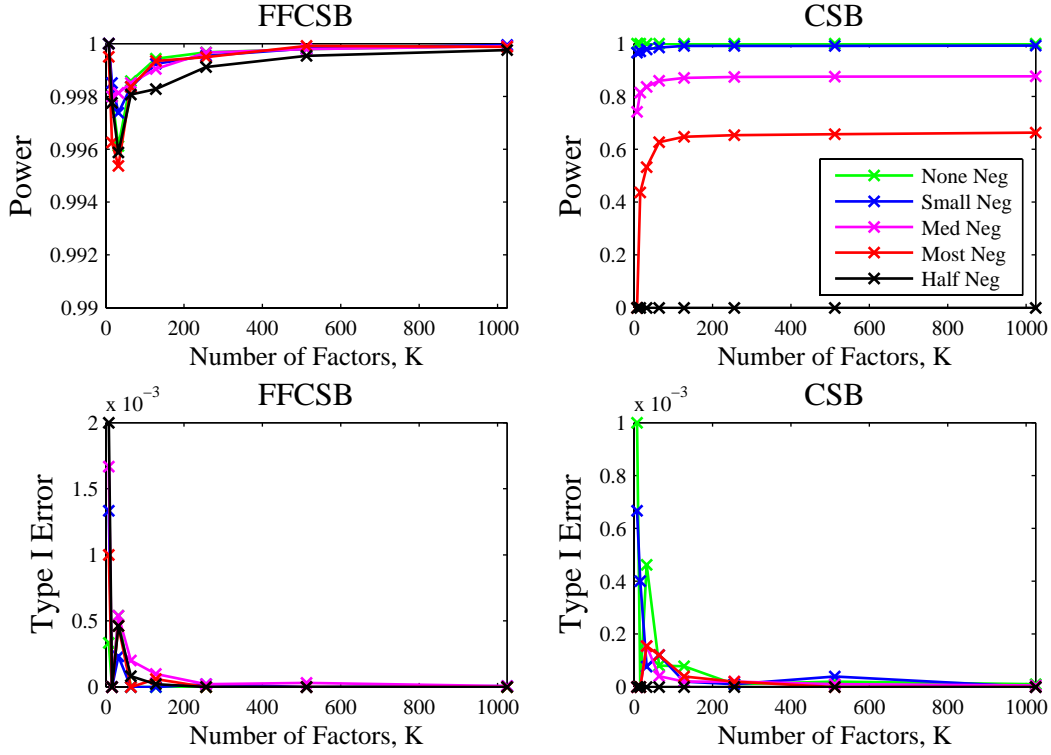 FFCSB
1
0.998
0.996
0.994
0.992
0.99
Power
0 200 400 600 800 1000
Number of Factors, K
CSB
1
0.8
0.6
0.4
0.2
0
Power
None Neg
Small Neg
Med Neg
Most Neg
Half Neg
0 200 400 600 800 1000
Number of Factors, K
FFCSB
x 10^-3
2
1.5
1
0.5
0
Type I Error
0 200 400 600 800 1000
Number of Factors, K
CSB
x 10^-3
1
0.8
0.6
0.4
0.2
0
Type I Error
0 200 400 600 800 1000
Number of Factors, K